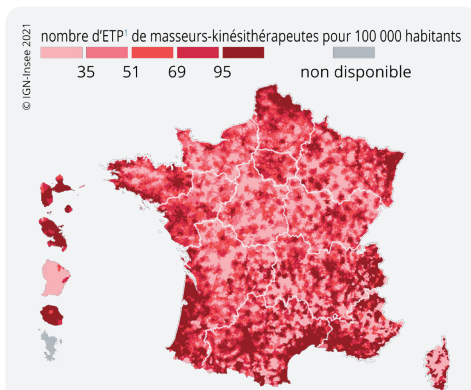 nombre d'ETP¹ de masseurs-kinésithérapeutes pour 100 000 habitants
35 51 69 95 non disponible
© IGN-Insee 2021